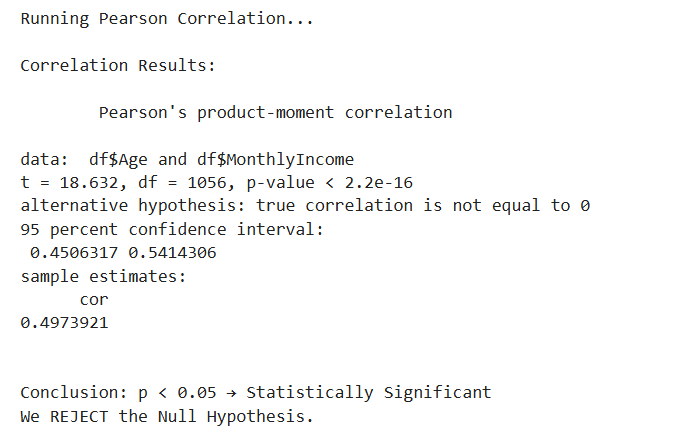 Running Pearson Correlation...
Correlation Results:
Pearson's product-moment correlation
data:  df$Age and df$MonthlyIncome
t = 18.632, df = 1056, p-value < 2.2e-16
alternative hypothesis: true correlation is not equal to 0
95 percent confidence interval:
0.4506317 0.5414306
sample estimates:
cor
0.4973921
Conclusion: p < 0.05 → Statistically Significant
We REJECT the Null Hypothesis.